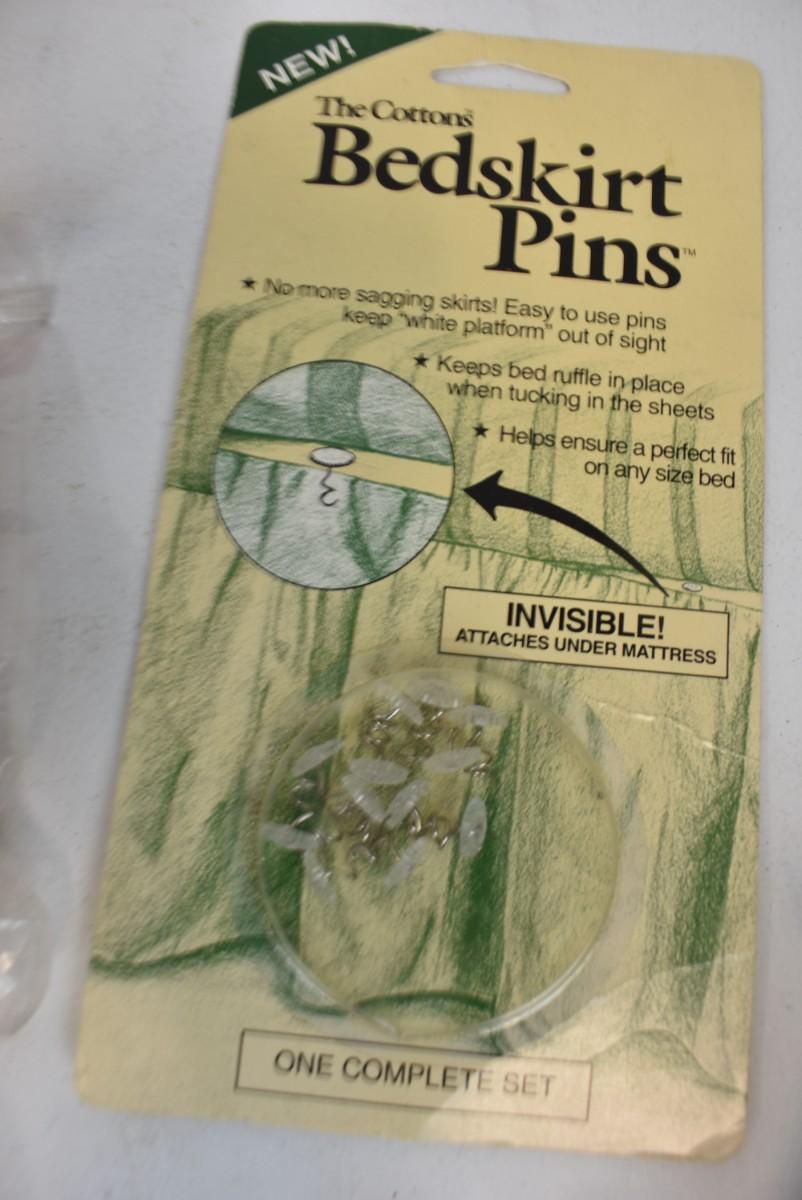 NEW!
The Cottons™
Bedskirt
Pins™
★ No more sagging skirts! Easy to use pins
keep "white platform" out of sight
★ Keeps bed ruffle in place
when tucking in the sheets
★ Helps ensure a perfect fit
on any size bed
INVISIBLE!
ATTACHES UNDER MATTRESS
ONE COMPLETE SET